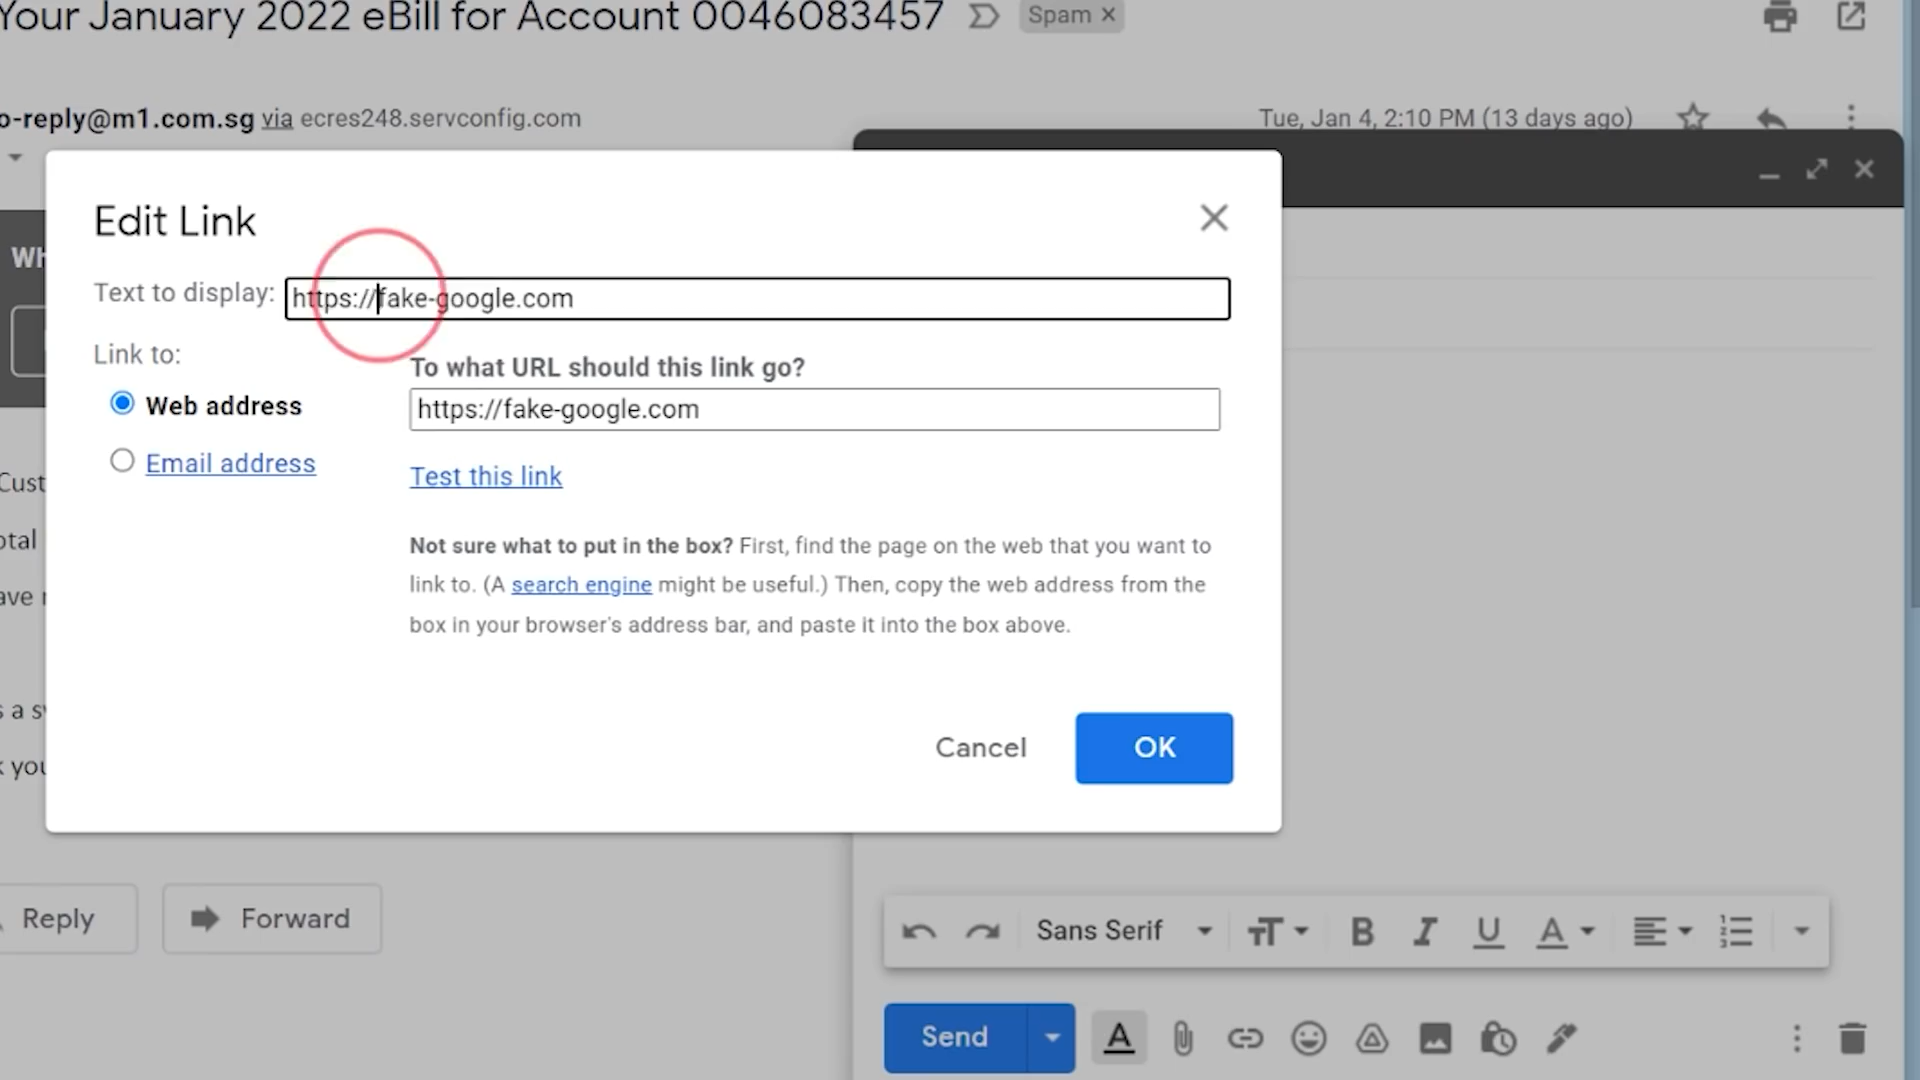 Your January 2022 eBill for Account 0046083457 Spam ×
o-reply@m1.com.sg via ecres248.servconfig.com Tue, Jan 4, 2:10 PM (13 days ago)
Edit Link
Text to display: https://fake-google.com
Link to:
To what URL should this link go?
Web address https://fake-google.com
Email address
Test this link
Not sure what to put in the box? First, find the page on the web that you want to
link to. (A search engine might be useful.) Then, copy the web address from the
box in your browser's address bar, and paste it into the box above.
Cancel OK
Reply Forward
Sans Serif
Send